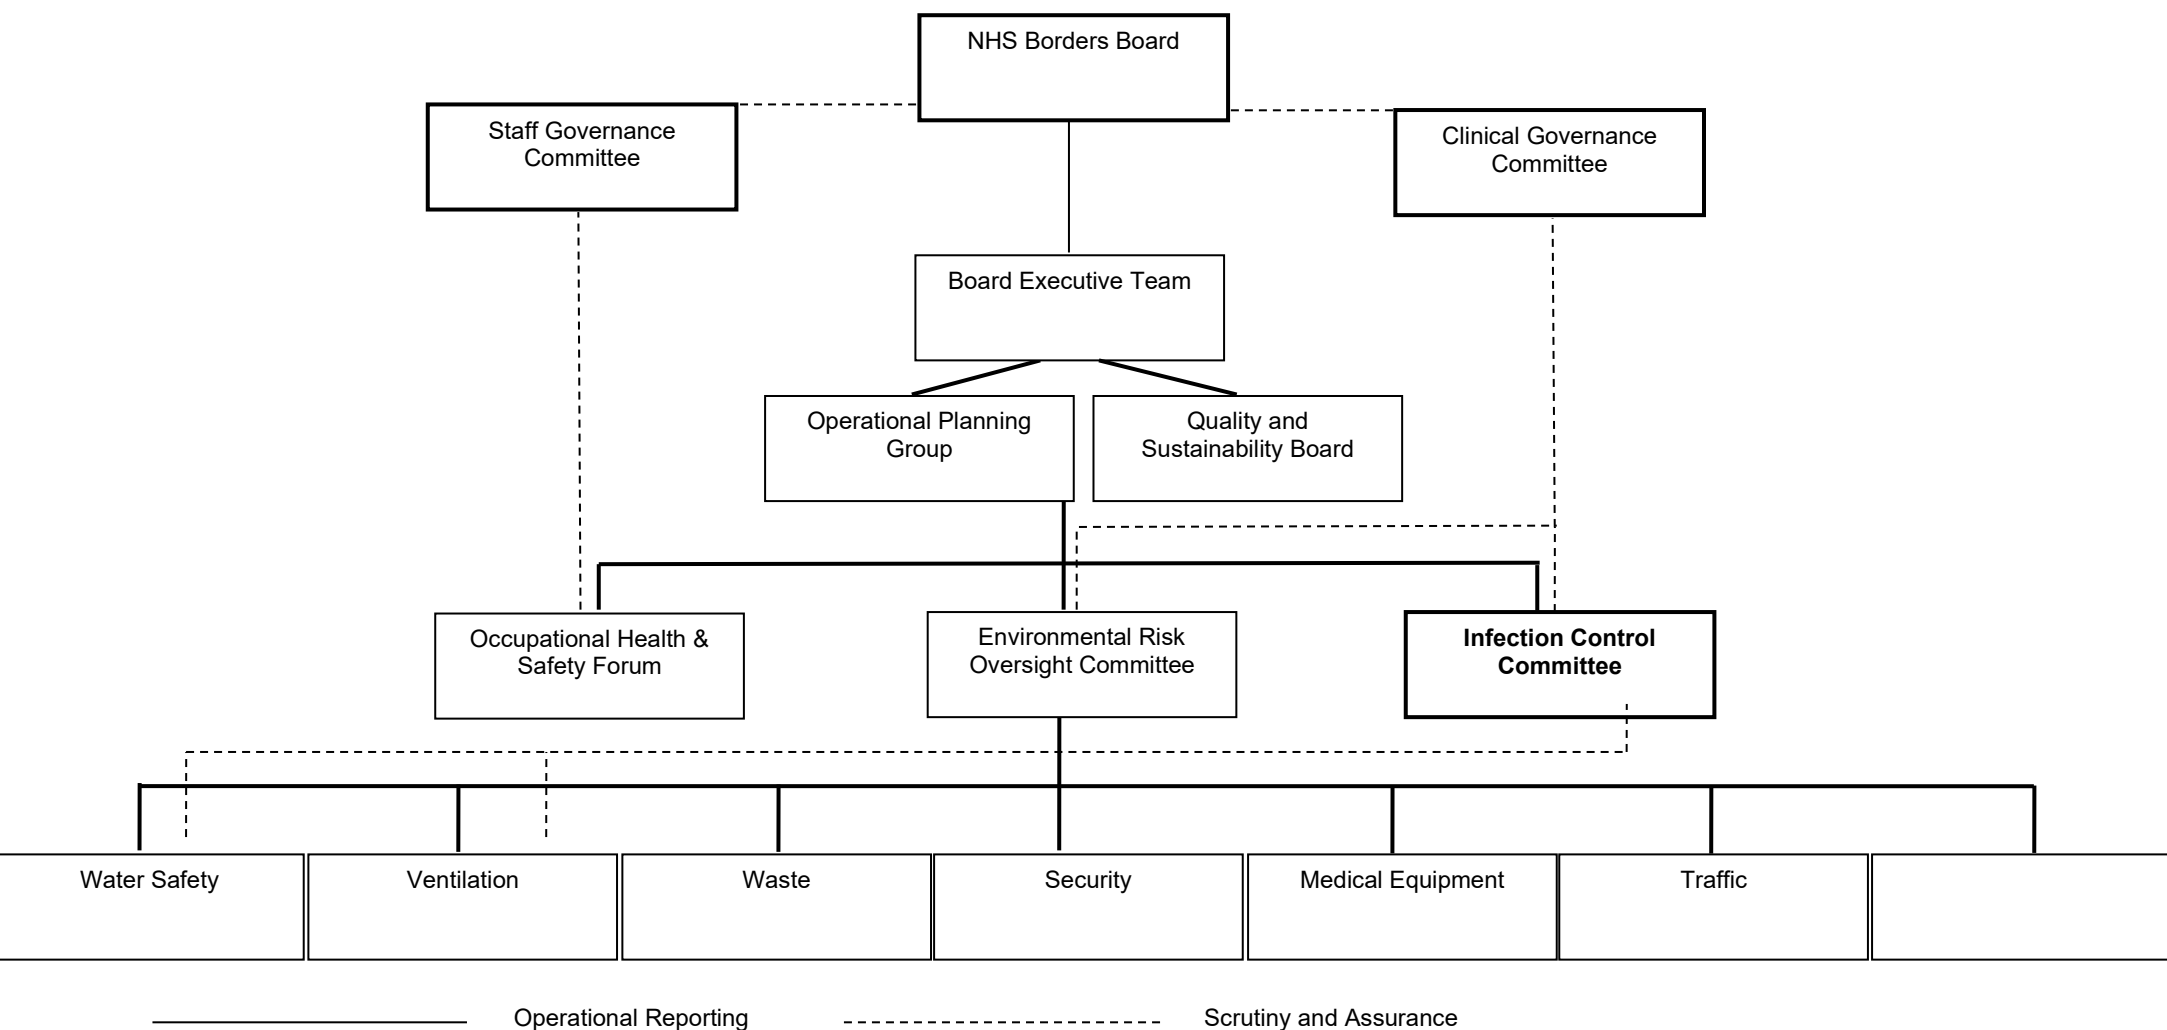 NHS Borders Board
Staff Governance
Committee
Clinical Governance
Committee
Board Executive Team
Operational Planning
Group
Quality and
Sustainability Board
Occupational Health &
Safety Forum
Environmental Risk
Oversight Committee
Infection Control
Committee
Water Safety
Ventilation
Waste
Security
Medical Equipment
Traffic
Operational Reporting
Scrutiny and Assurance